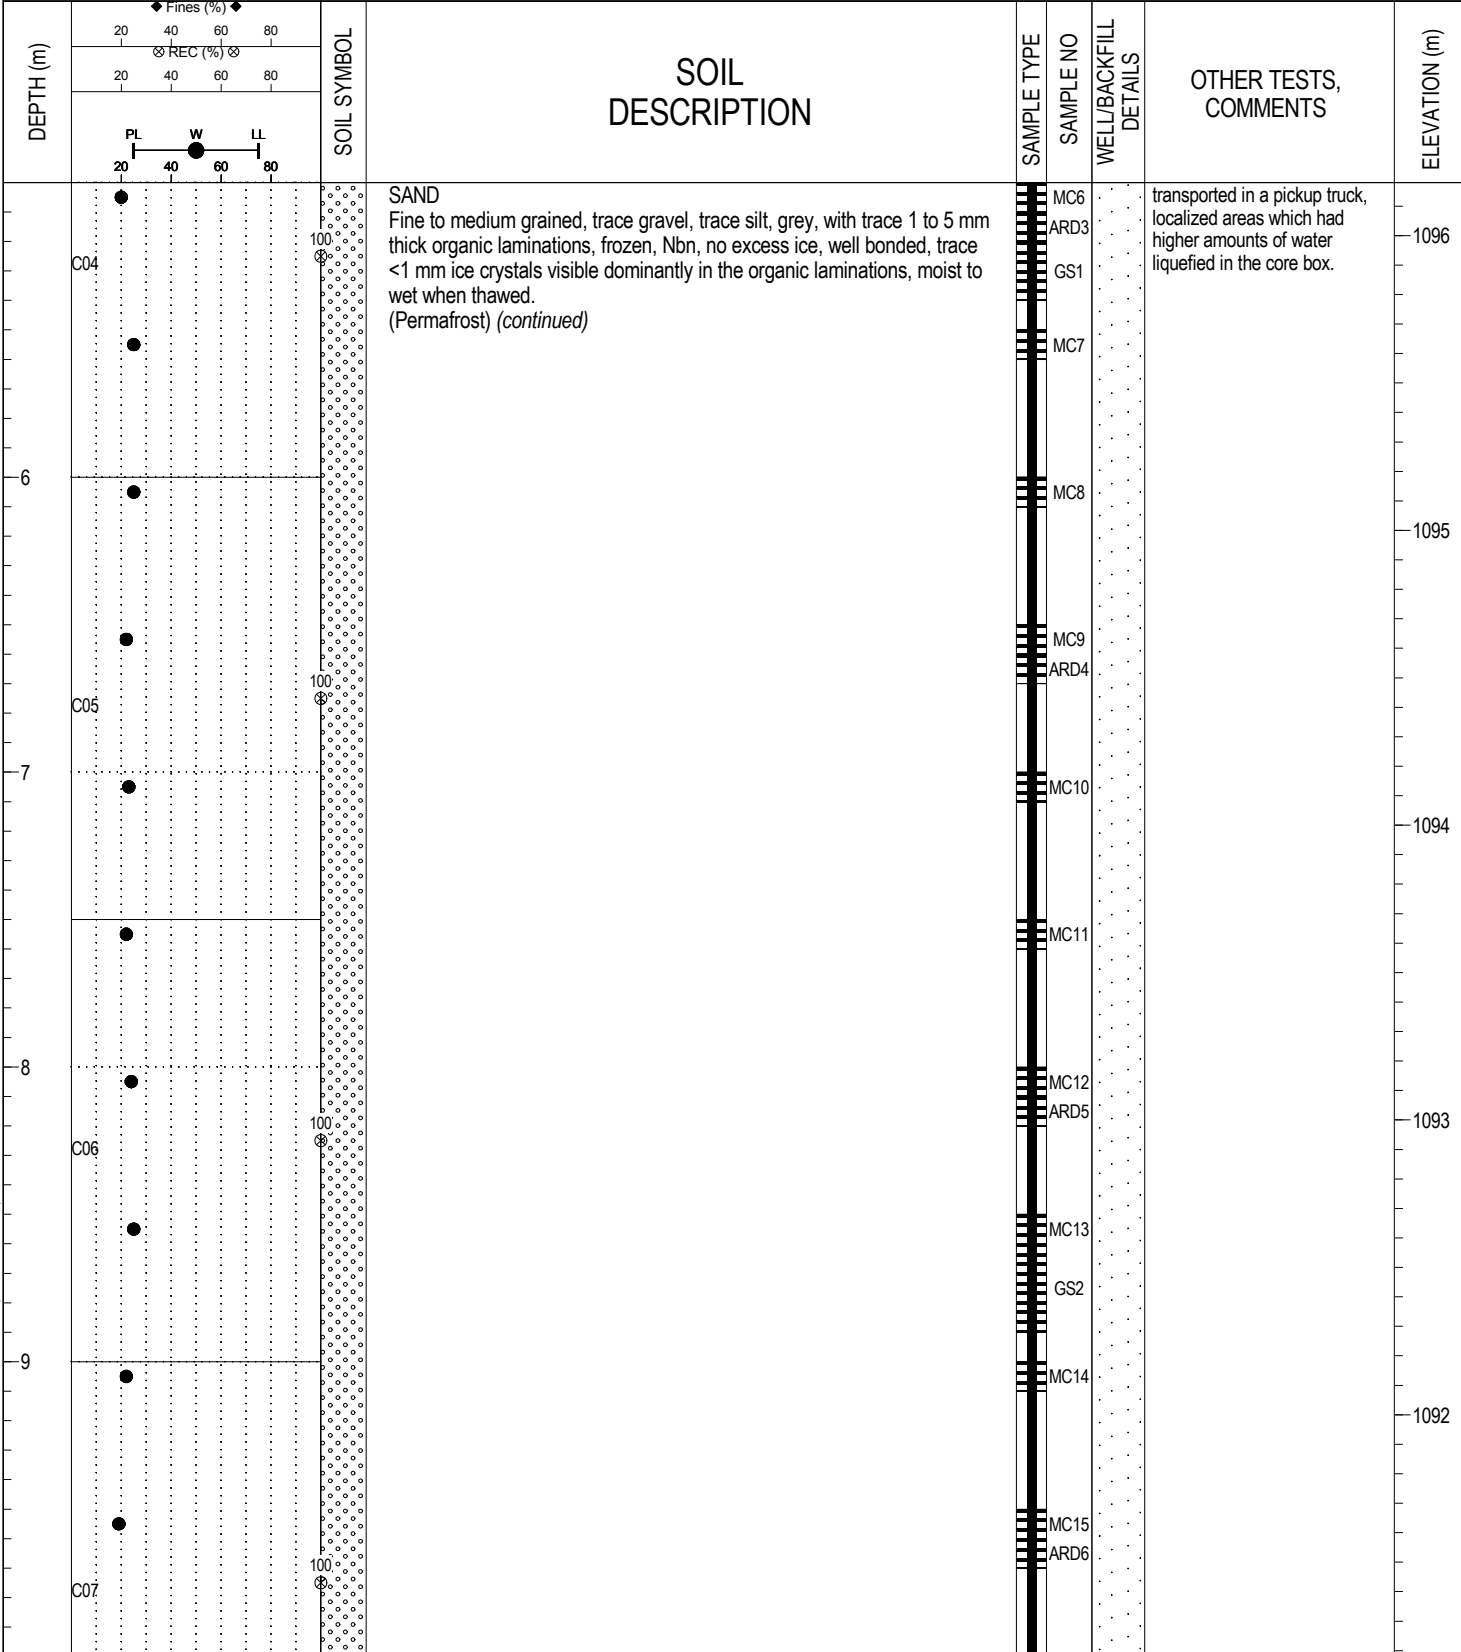 ◆ Fines (%) ◆
20 40 60 80
⊗ REC (%) ⊗
20 40 60 80
PL W LL
20 40 60 80
DEPTH (m)
SOIL SYMBOL
SOIL
DESCRIPTION
SAMPLE TYPE
SAMPLE NO
WELL/BACKFILL
DETAILS
OTHER TESTS,
COMMENTS
ELEVATION (m)
SAND
Fine to medium grained, trace gravel, trace silt, grey, with trace 1 to 5 mm
thick organic laminations, frozen, Nbn, no excess ice, well bonded, trace
<1 mm ice crystals visible dominantly in the organic laminations, moist to
wet when thawed.
(Permafrost) (continued)
transported in a pickup truck,
localized areas which had
higher amounts of water
liquefied in the core box.
MC6
ARD3
100
1096
C04
GS1
MC7
6
MC8
1095
MC9
ARD4
100
C05
7
MC10
1094
MC11
8
MC12
ARD5
100
1093
C06
MC13
GS2
9
MC14
1092
MC15
ARD6
100
C07